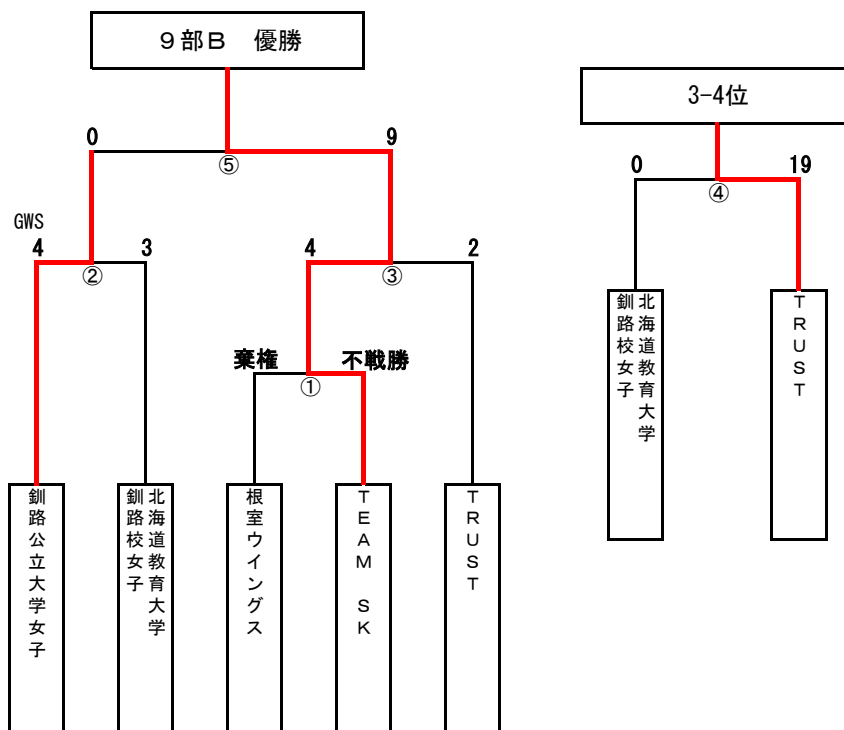 ９部Ｂ　優勝
3-4位
0
9
⑤
0
19
④
GWS
4
3
②
4
2
③
棄権
不戦勝
①
北海道教育大学
釧路校女子
ＴＲＵＳＴ
釧路公立大学女子
北海道教育大学
釧路校女子
根室ウイングス
ＴＥＡＭ　ＳＫ
ＴＲＵＳＴ